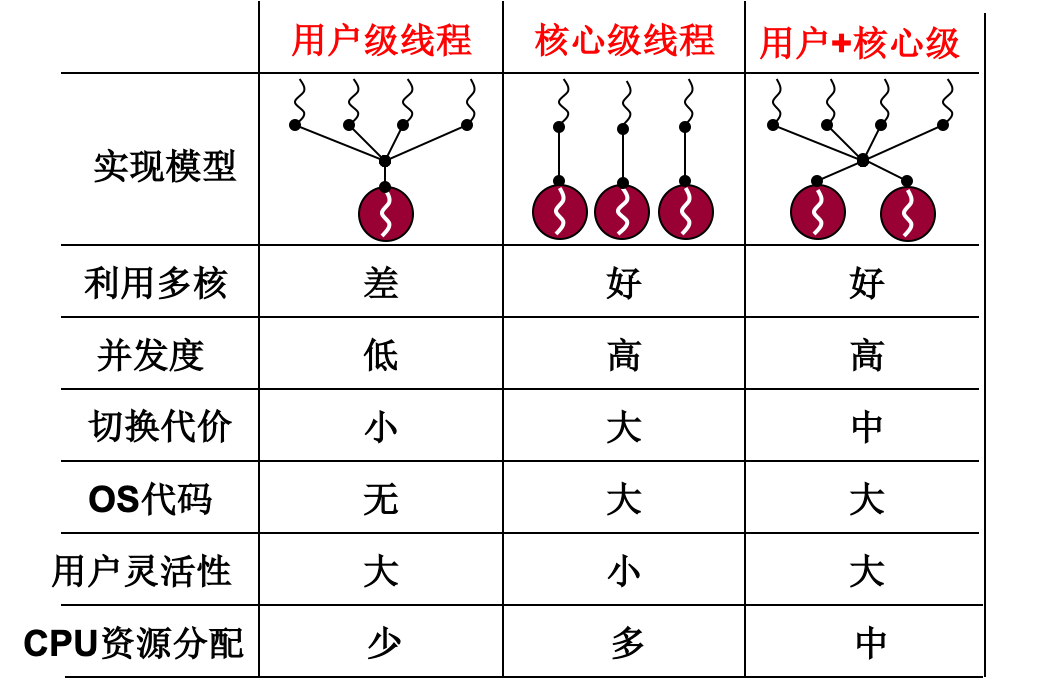 用户级线程 核心级线程 用户+核心级
实现模型
利用多核 差 好 好
并发度 低 高 高
切换代价 小 大 中
OS代码 无 大 大
用户灵活性 大 小 大
CPU资源分配 少 多 中